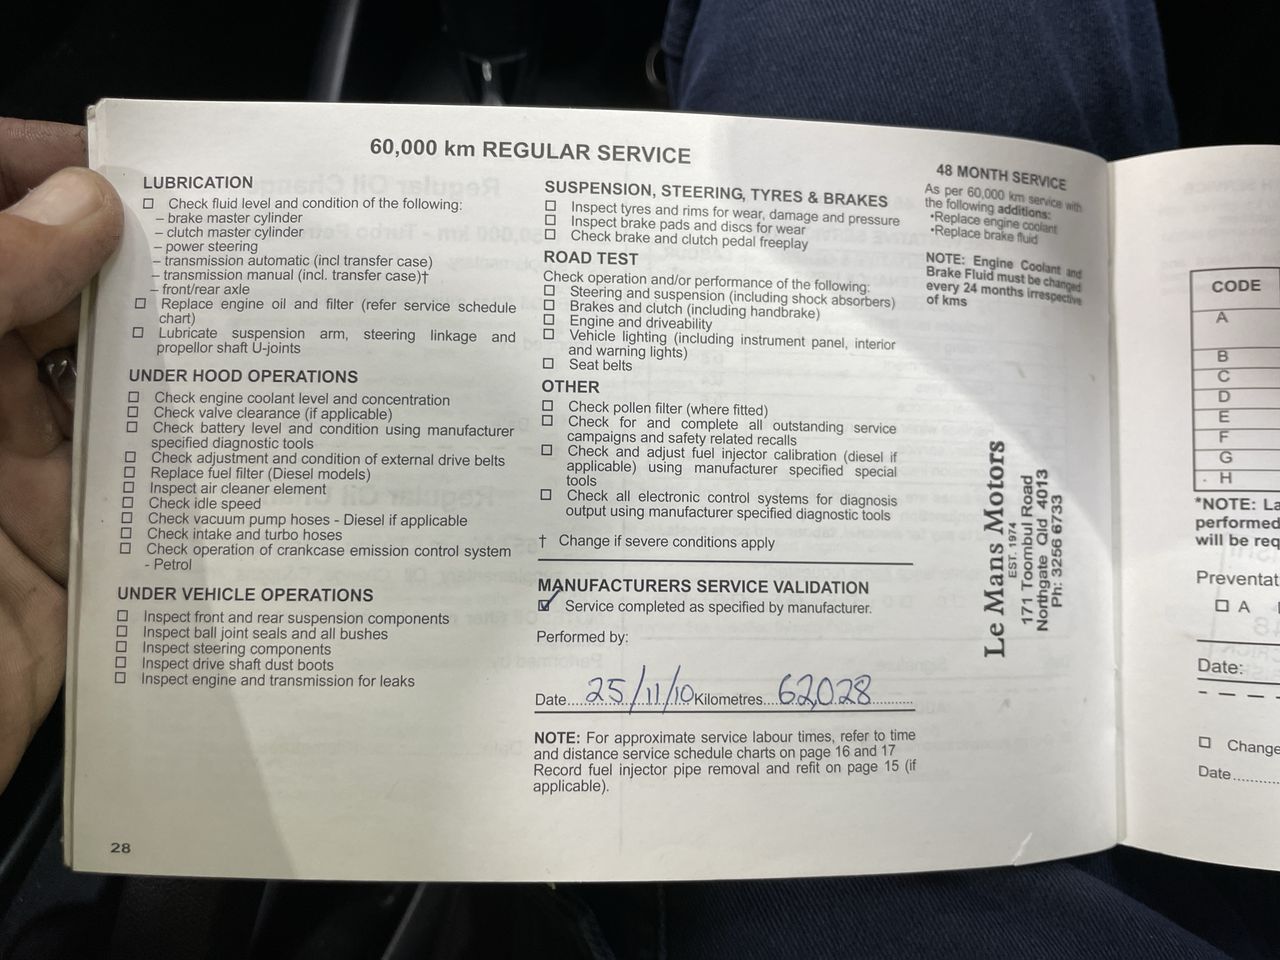 60,000 km REGULAR SERVICE
LUBRICATION
☐ Check fluid level and condition of the following:
– brake master cylinder
– clutch master cylinder
– power steering
– transmission automatic (incl transfer case)
– transmission manual (incl. transfer case)†
– front/rear axle
☐ Replace engine oil and filter (refer service schedule
chart)
☐ Lubricate suspension arm, steering linkage and
propellor shaft U-joints
UNDER HOOD OPERATIONS
☐ Check engine coolant level and concentration
☐ Check valve clearance (if applicable)
☐ Check battery level and condition using manufacturer
specified diagnostic tools
☐ Check adjustment and condition of external drive belts
☐ Replace fuel filter (Diesel models)
☐ Inspect air cleaner element
☐ Check idle speed
☐ Check vacuum pump hoses - Diesel if applicable
☐ Check intake and turbo hoses
☐ Check operation of crankcase emission control system
- Petrol
UNDER VEHICLE OPERATIONS
☐ Inspect front and rear suspension components
☐ Inspect ball joint seals and all bushes
☐ Inspect steering components
☐ Inspect drive shaft dust boots
☐ Inspect engine and transmission for leaks
28
SUSPENSION, STEERING, TYRES & BRAKES
☐ Inspect tyres and rims for wear, damage and pressure
☐ Inspect brake pads and discs for wear
☐ Check brake and clutch pedal freeplay
ROAD TEST
Check operation and/or performance of the following:
☐ Steering and suspension (including shock absorbers)
☐ Brakes and clutch (including handbrake)
☐ Engine and driveability
☐ Vehicle lighting (including instrument panel, interior
and warning lights)
☐ Seat belts
OTHER
☐ Check pollen filter (where fitted)
☐ Check for and complete all outstanding service
campaigns and safety related recalls
☐ Check and adjust fuel injector calibration (diesel if
applicable) using manufacturer specified special
tools
☐ Check all electronic control systems for diagnosis
output using manufacturer specified diagnostic tools
† Change if severe conditions apply
MANUFACTURERS SERVICE VALIDATION
☑ Service completed as specified by manufacturer.
Performed by:
Date...25/11/10 Kilometres...62,028
NOTE: For approximate service labour times, refer to time
and distance service schedule charts on page 16 and 17
Record fuel injector pipe removal and refit on page 15 (if
applicable).
48 MONTH SERVICE
As per 60,000 km service with
the following additions:
•Replace engine coolant
•Replace brake fluid
NOTE: Engine Coolant and
Brake Fluid must be changed
every 24 months irrespective
of kms
Le Mans Motors
EST. 1974
171 Toombul Road
Northgate Qld 4013
Ph: 3256 6733
CODE
A
B
C
D
E
F
G
H
*NOTE: La
performed
will be req
Preventat
☐ A
Date:
☐ Change
Date